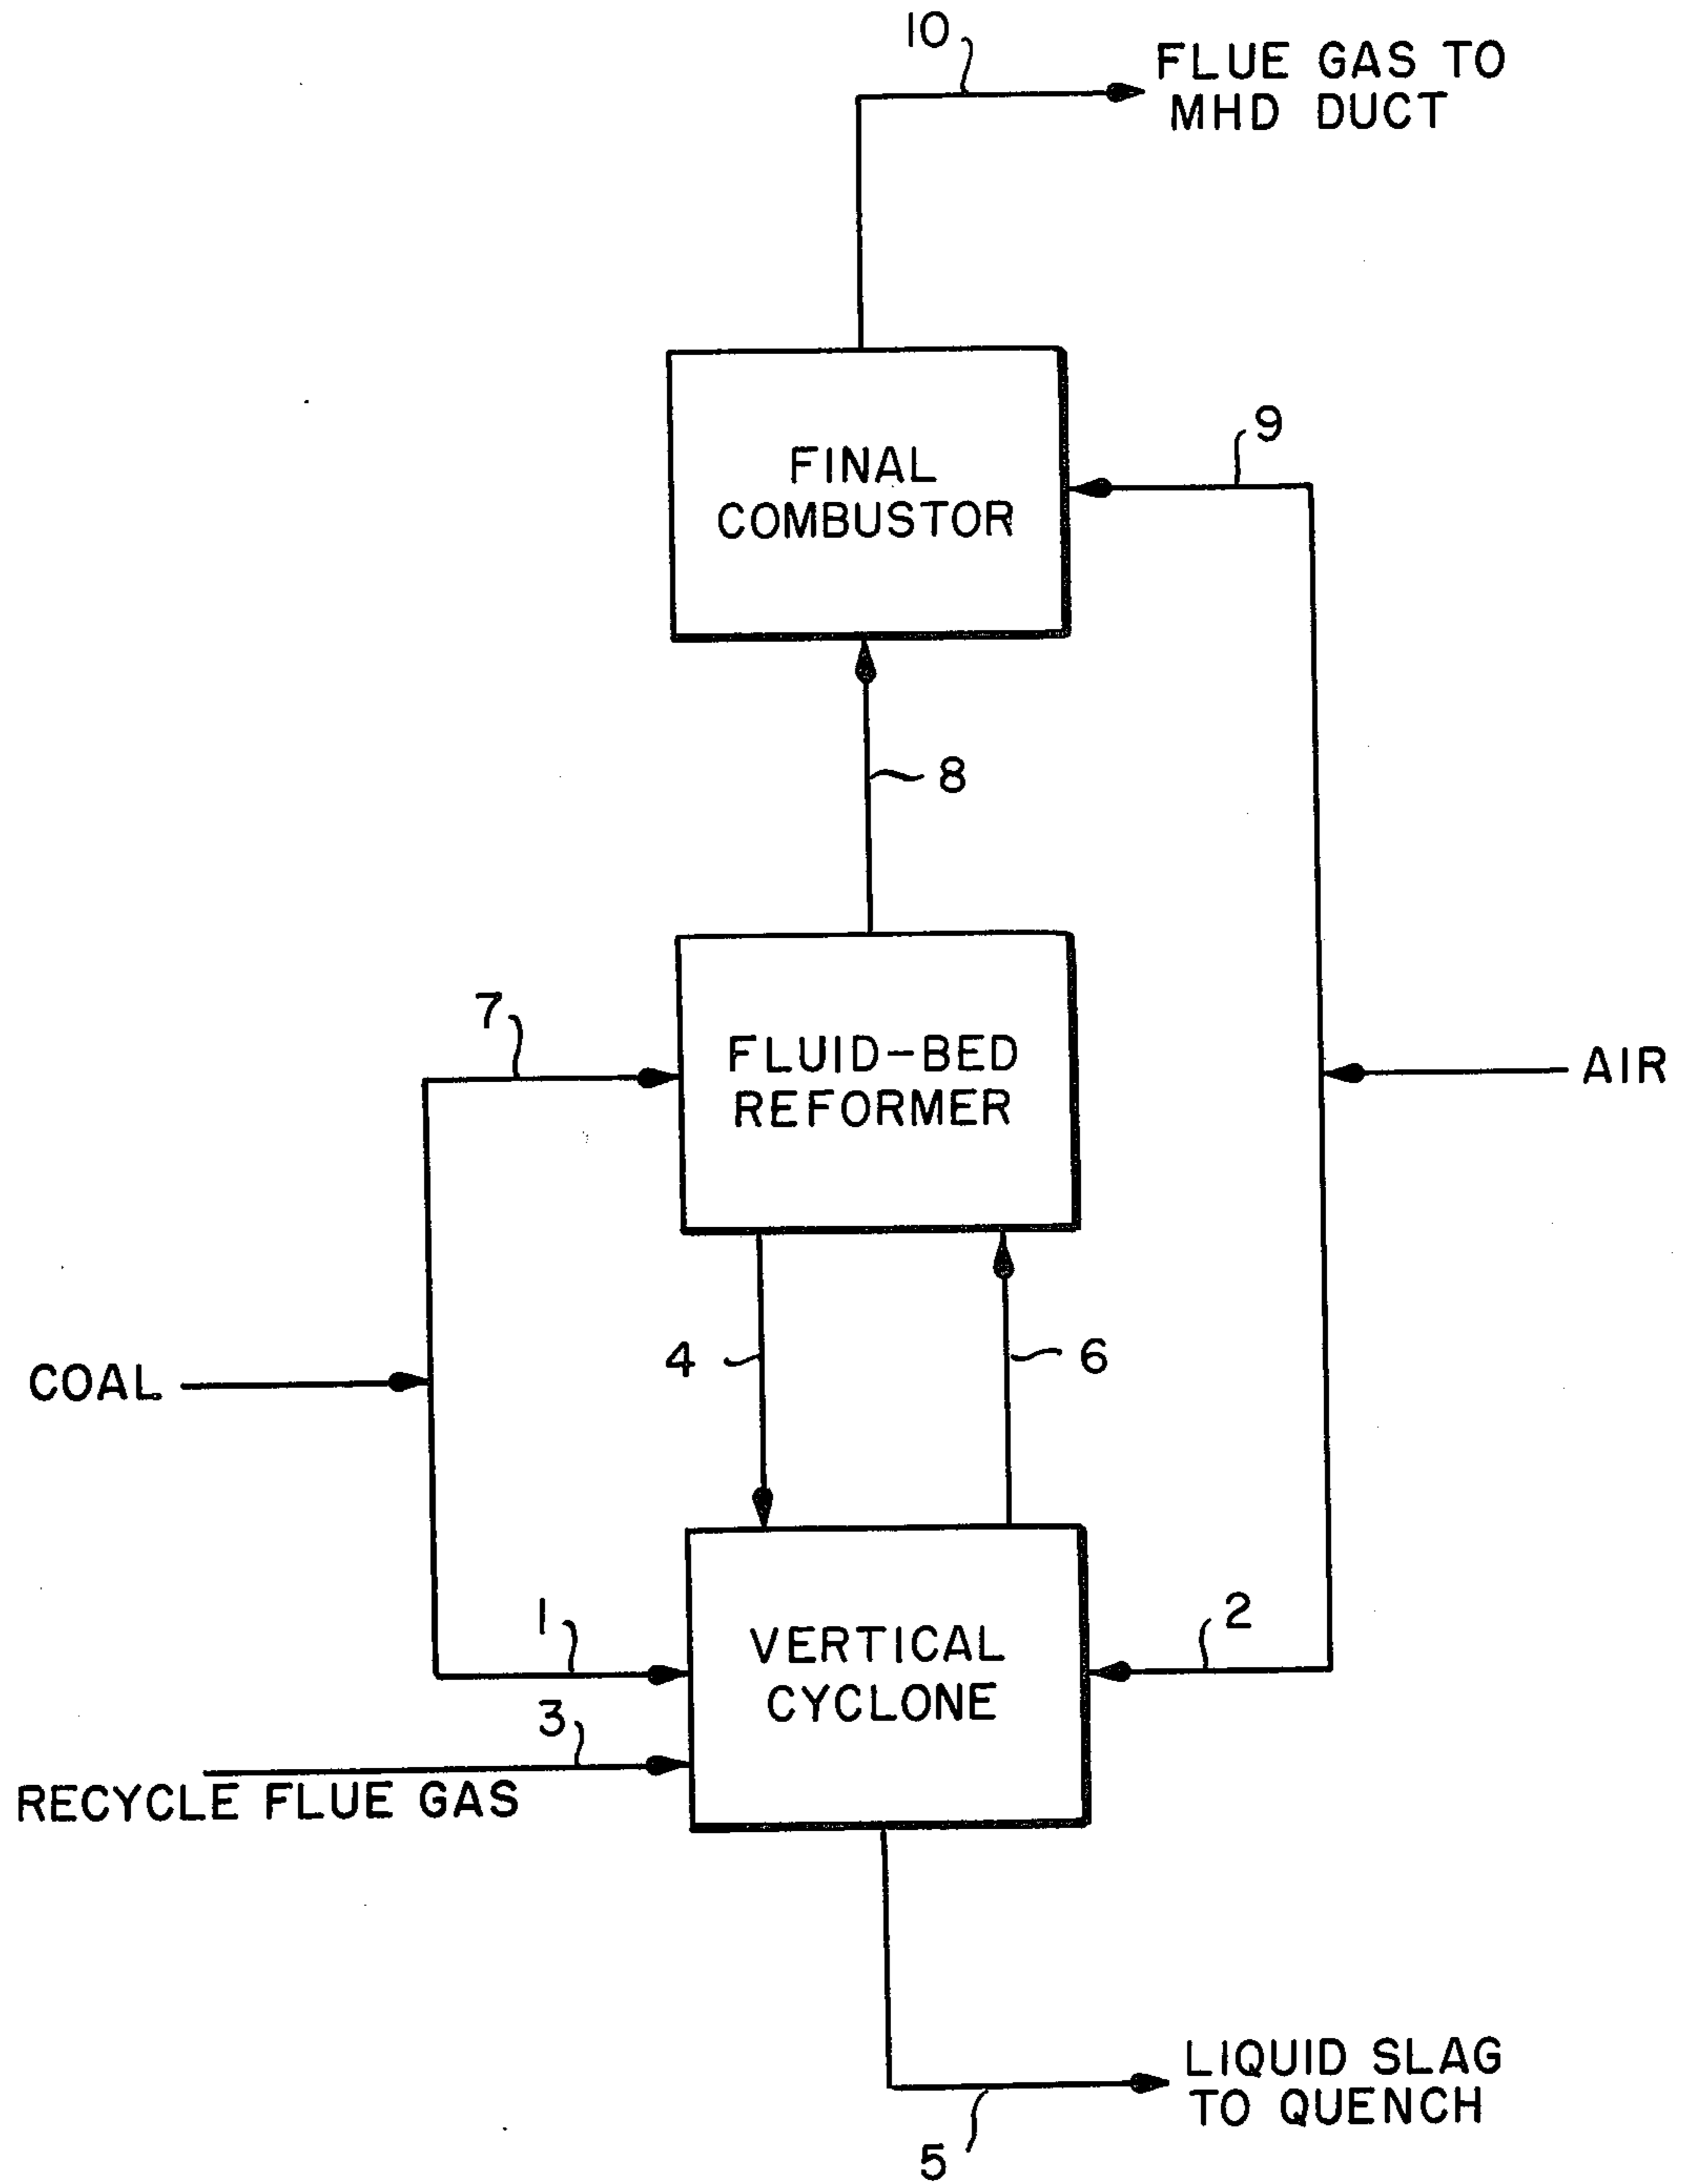 10
FLUE GAS TO
MHD DUCT
9
FINAL
COMBUSTOR
8
7
FLUID-BED
REFORMER
AIR
4
6
COAL
1
2
VERTICAL
CYCLONE
3
RECYCLE FLUE GAS
LIQUID SLAG
TO QUENCH
5